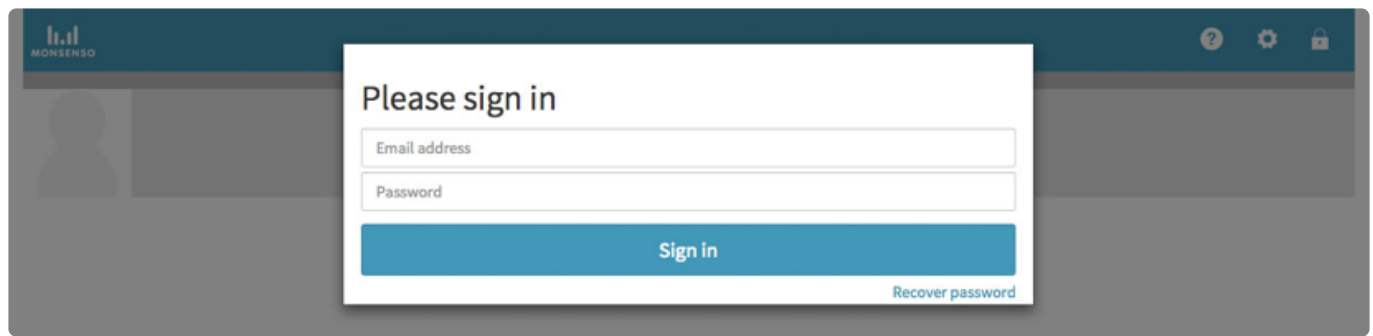 MONSENSO
Please sign in
Email address
Password
Sign in
Recover password